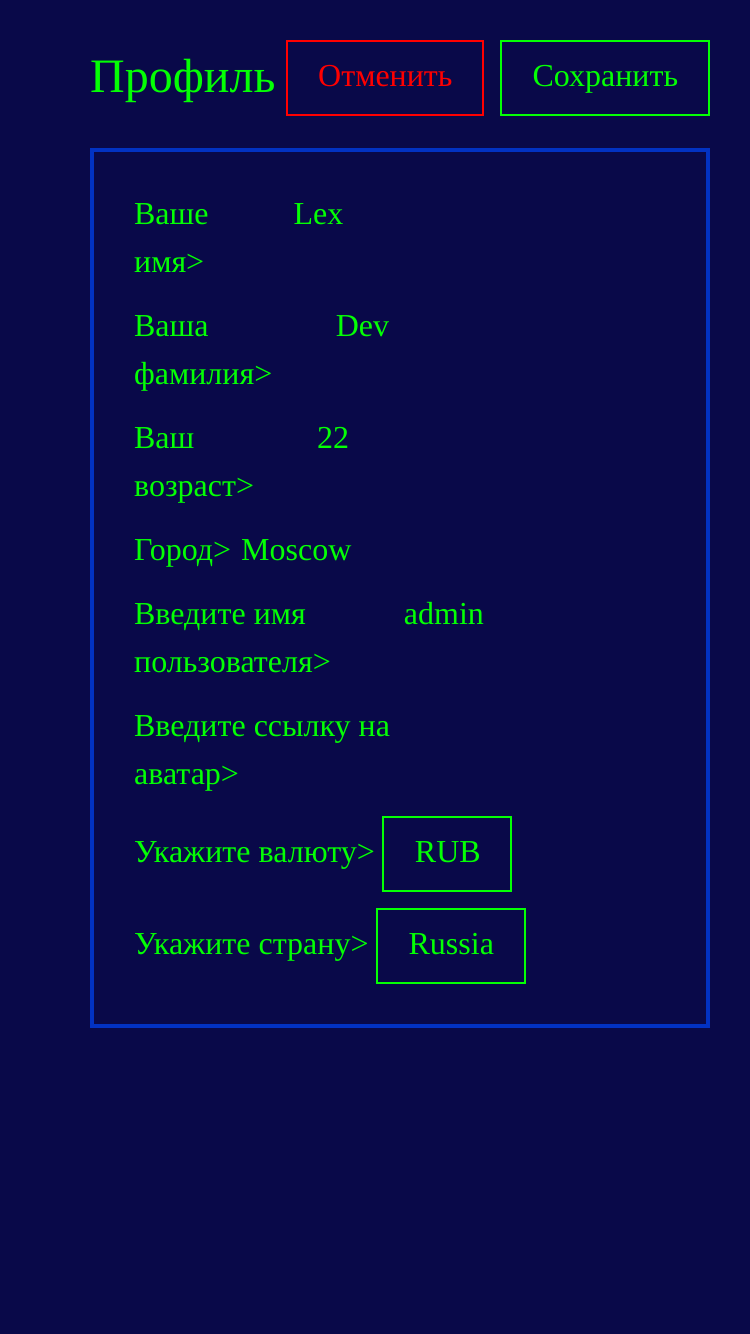 Профиль Отменить Сохранить
Ваше Lex
имя>
Ваша Dev
фамилия>
Ваш 22
возраст>
Город> Moscow
Введите имя admin
пользователя>
Введите ссылку на
аватар>
Укажите валюту> RUB
Укажите страну> Russia